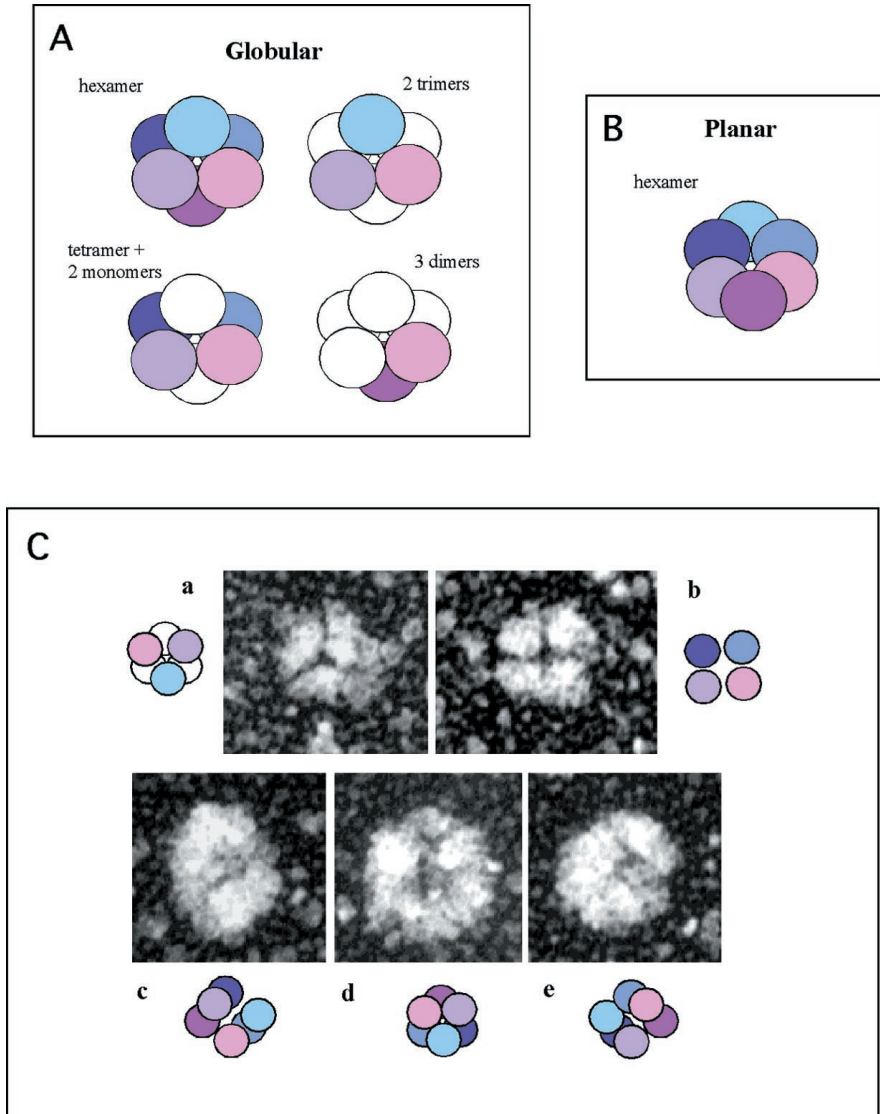 A
Globular
hexamer
2 trimers
tetramer +
2 monomers
3 dimers
B
Planar
hexamer
C
a
b
c
d
e